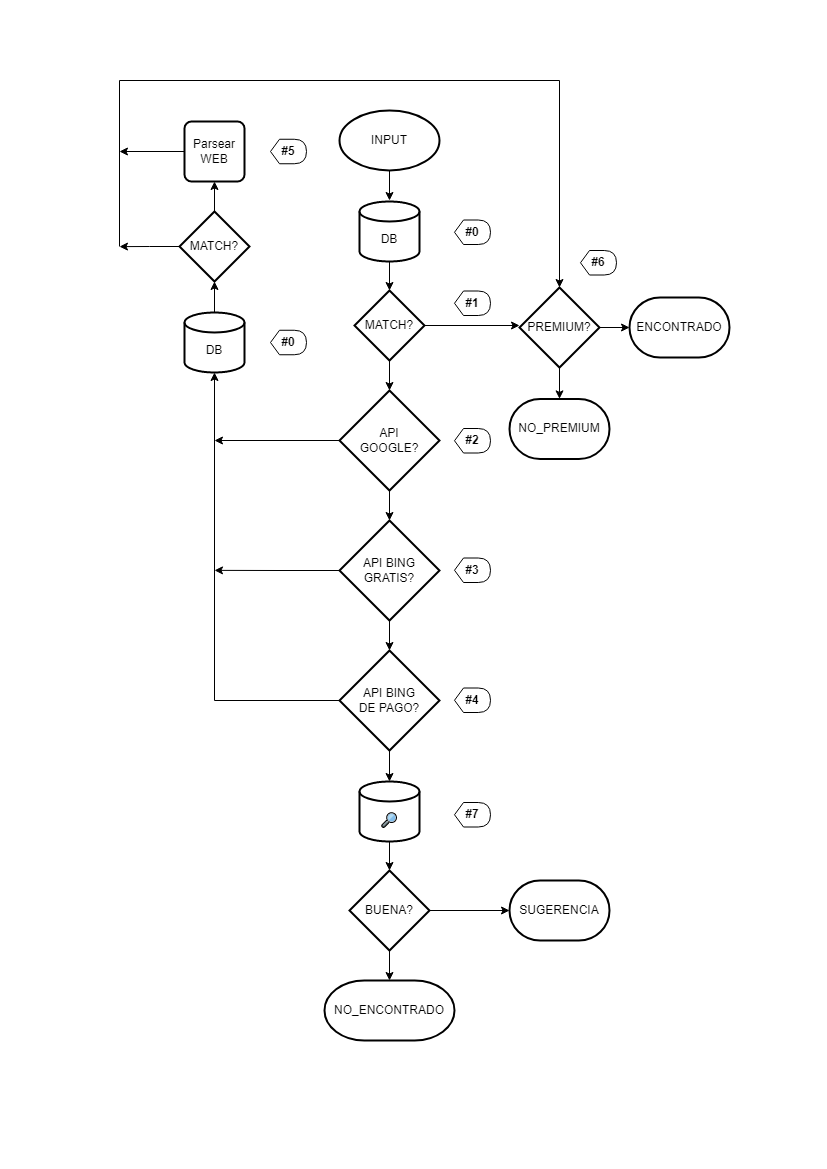 Parsear
WEB
#5
INPUT
DB
#0
MATCH?
#6
#1
MATCH?
PREMIUM?
ENCONTRADO
DB
#0
API
GOOGLE?
#2
NO_PREMIUM
API BING
GRATIS?
#3
API BING
DE PAGO?
#4
#7
BUENA?
SUGERENCIA
NO_ENCONTRADO